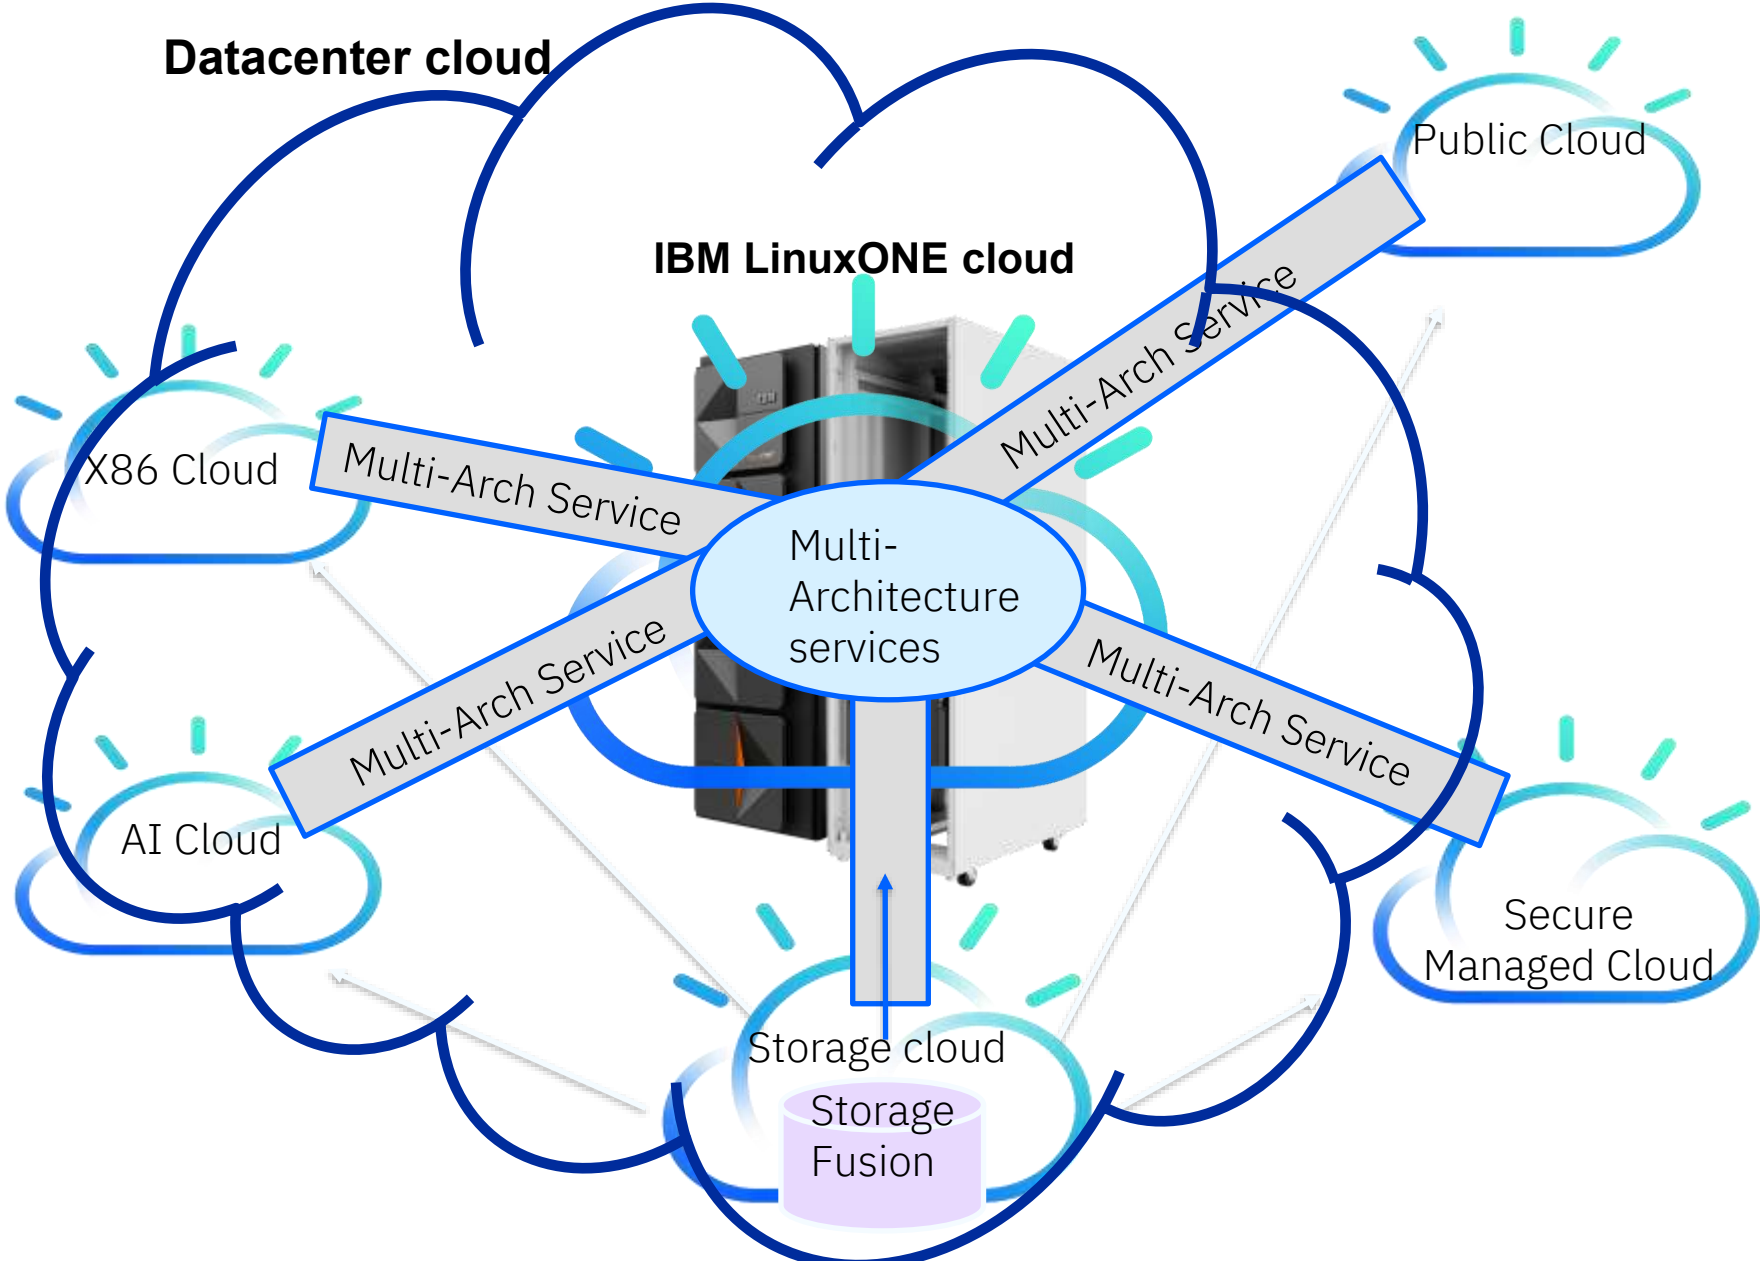 Datacenter cloud
Public Cloud
IBM LinuxONE cloud
Multi-Arch Service
IBM
X86 Cloud
Multi-Arch Service
Multi-
Architecture
services
Multi-Arch Service
Multi-Arch Service
AI Cloud
Secure
Managed Cloud
Storage cloud
Storage
Fusion